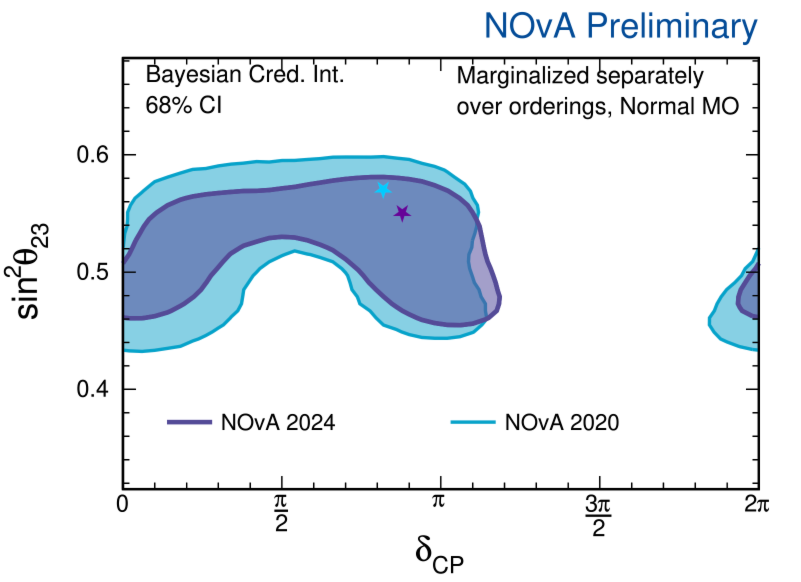 NOvA Preliminary
Bayesian Cred. Int.
68% CI
Marginalized separately
over orderings, Normal MO
0.6
0.5
0.4
sin²θ₂₃
NOvA 2024
NOvA 2020
0
π/2
π
3π/2
2π
δCP